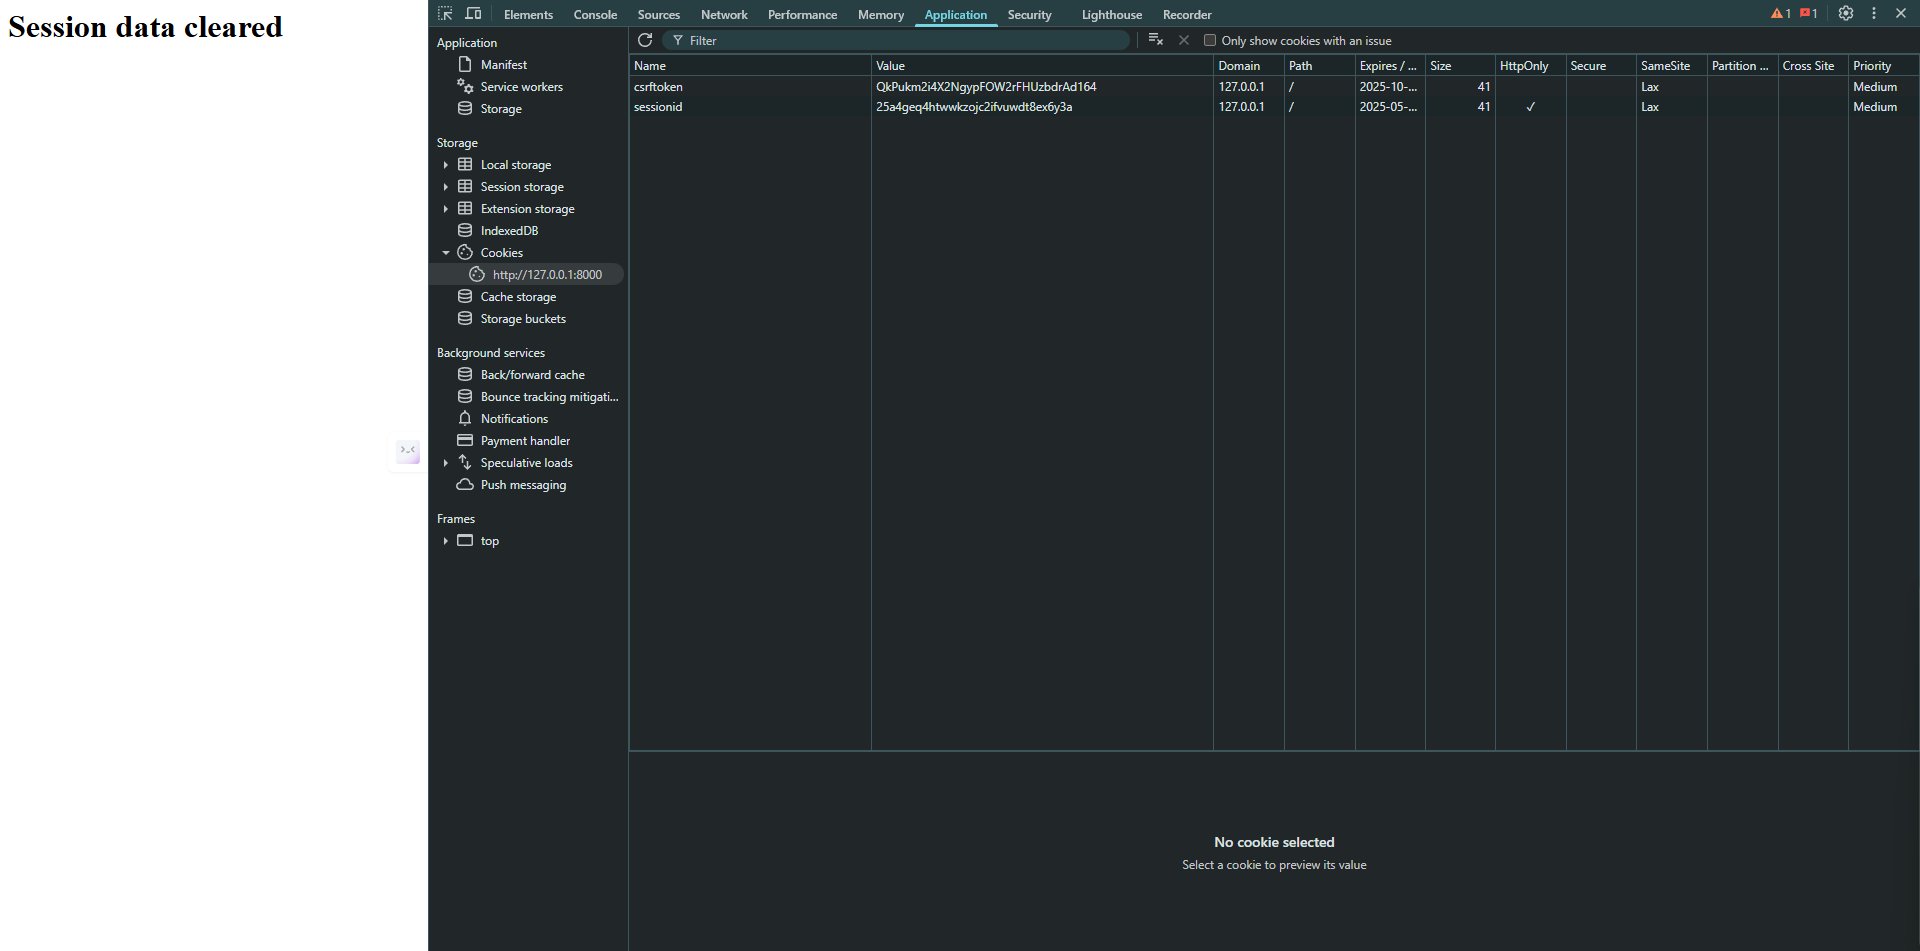 Session data cleared
Elements Console Sources Network Performance Memory Application Security Lighthouse Recorder 1 1
Application
Manifest
Service workers
Storage
Storage
Local storage
Session storage
Extension storage
IndexedDB
Cookies
http://127.0.0.1:8000
Cache storage
Storage buckets
Background services
Back/forward cache
Bounce tracking mitigati...
Notifications
Payment handler
Speculative loads
Push messaging
Frames
top
Filter Only show cookies with an issue
Name Value Domain Path Expires / ... Size HttpOnly Secure SameSite Partition ... Cross Site Priority
csrftoken QkPukm2i4X2NgypFOW2rFHUzbdrAd164 127.0.0.1 / 2025-10-... 41 Lax Medium
sessionid 25a4geq4htwwkzojc2ifvuwdt8ex6y3a 127.0.0.1 / 2025-05-... 41 ✓ Lax Medium
No cookie selected
Select a cookie to preview its value